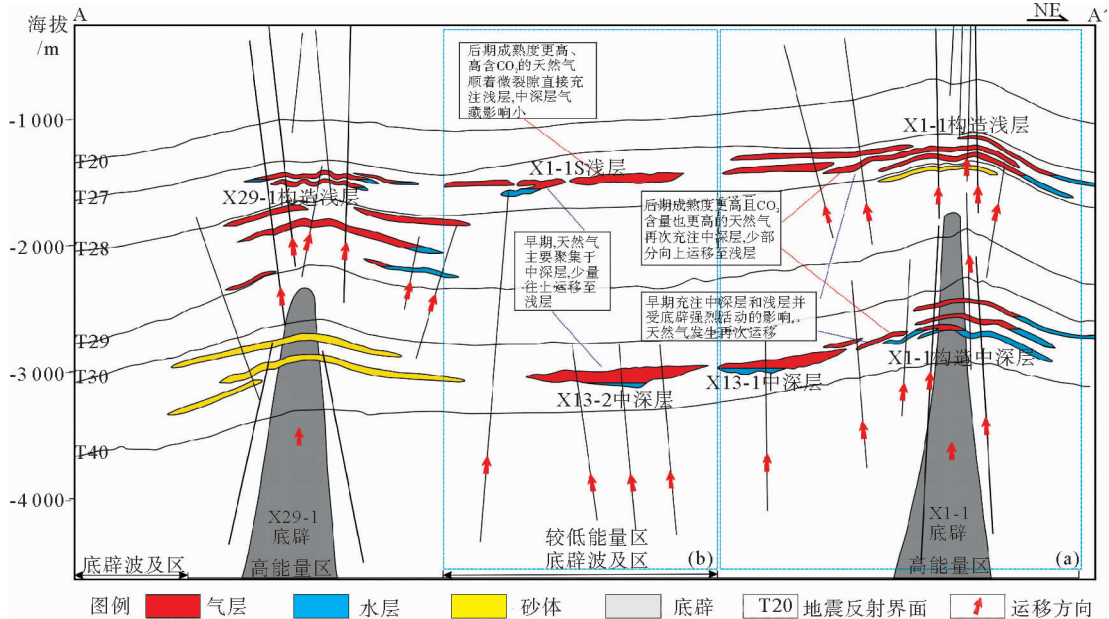 海拔
/m
A
NE
A′
后期成熟度更高、
高含CO₂的天然气
顺着微裂隙直接充
注浅层,中深层气
藏影响小
-1 000
X1-1构造浅层
T20
X1-1S浅层
X29-1构造浅层
T27
后期成熟度更高且CO₂
含量也更高的天然气
再次充注中深层,少部
分向上运移至浅层
-2 000
T28
早期,天然气
主要聚集于
中深层,少量
往上运移至
浅层
早期充注中深层和浅层并
受底辟强烈活动的影响,
天然气发生再次运移
T29
X1-1构造中深层
-3 000
T30
X13-2中深层
X13-1中深层
T40
-4 000
X29-1
底辟
X1-1
底辟
较低能量区
底辟波及区
高能量区
底辟波及区
(b)
高能量区
(a)
图例
气层
水层
砂体
底辟
T20
地震反射界面
运移方向